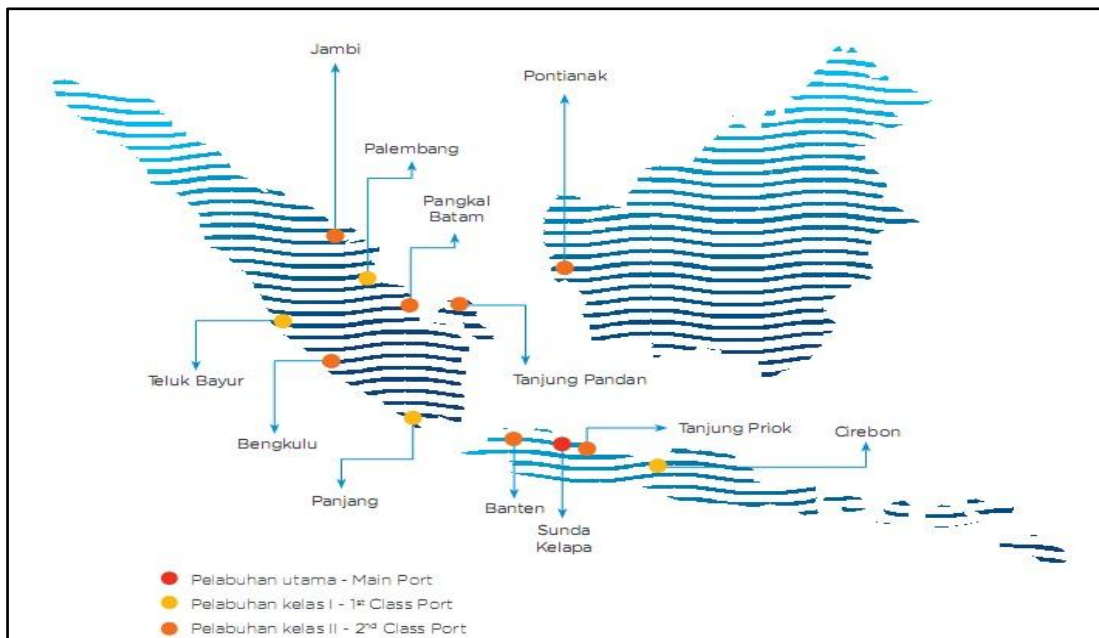 Jambi
Pontianak
Palembang
Pangkal
Batam
Teluk Bayur
Tanjung Pandan
Bengkulu
Tanjung Priok
Cirebon
Panjang
Banten
Sunda
Kelapa
Pelabuhan utama - Main Port
Pelabuhan kelas I - 1st Class Port
Pelabuhan kelas II - 2nd Class Port